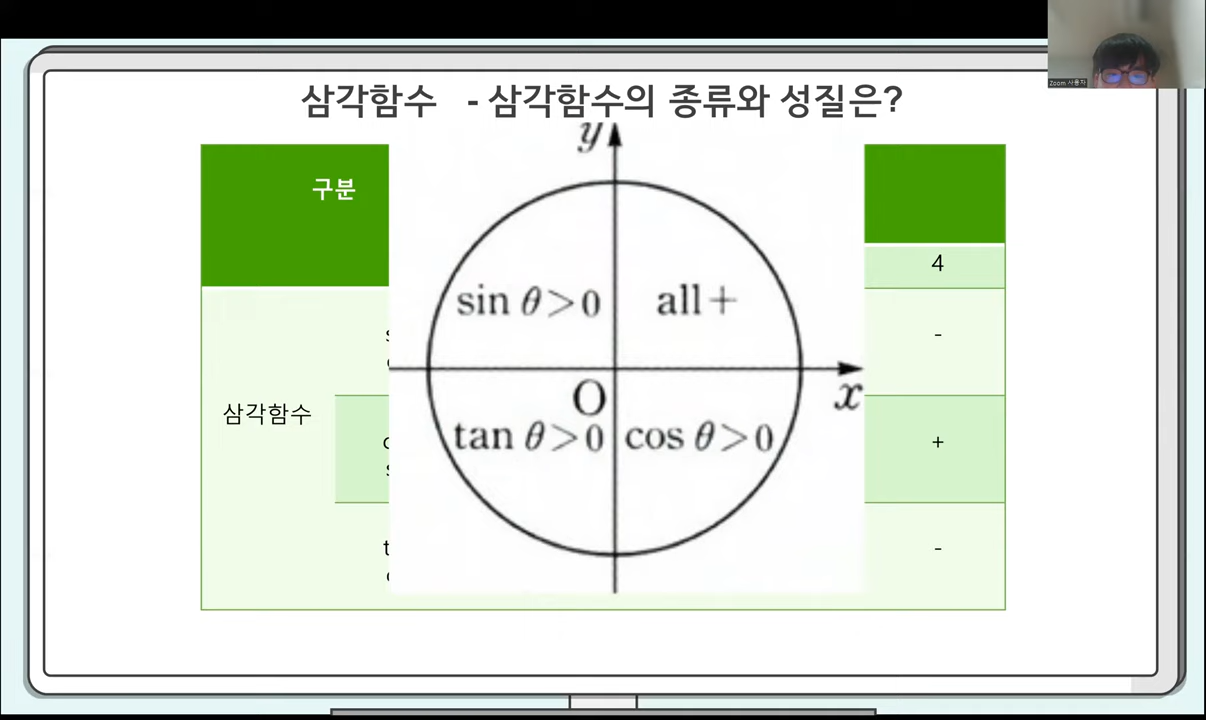 Zoom 사용자
삼각함수 - 삼각함수의 종류와 성질은?
구분
4
삼각함수
-
+
-
y
sin θ>0
all+
O
x
tan θ>0
cos θ>0